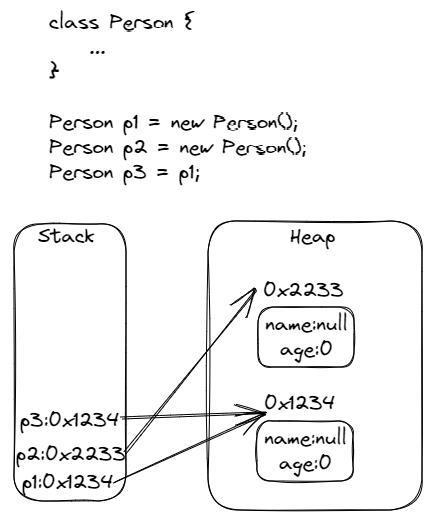 class Person {
...
}
Person p1 = new Person();
Person p2 = new Person();
Person p3 = p1;
Stack
p3:0x1234
p2:0x2233
p1:0x1234
Heap
0x2233
name:null
age:0
0x1234
name:null
age:0